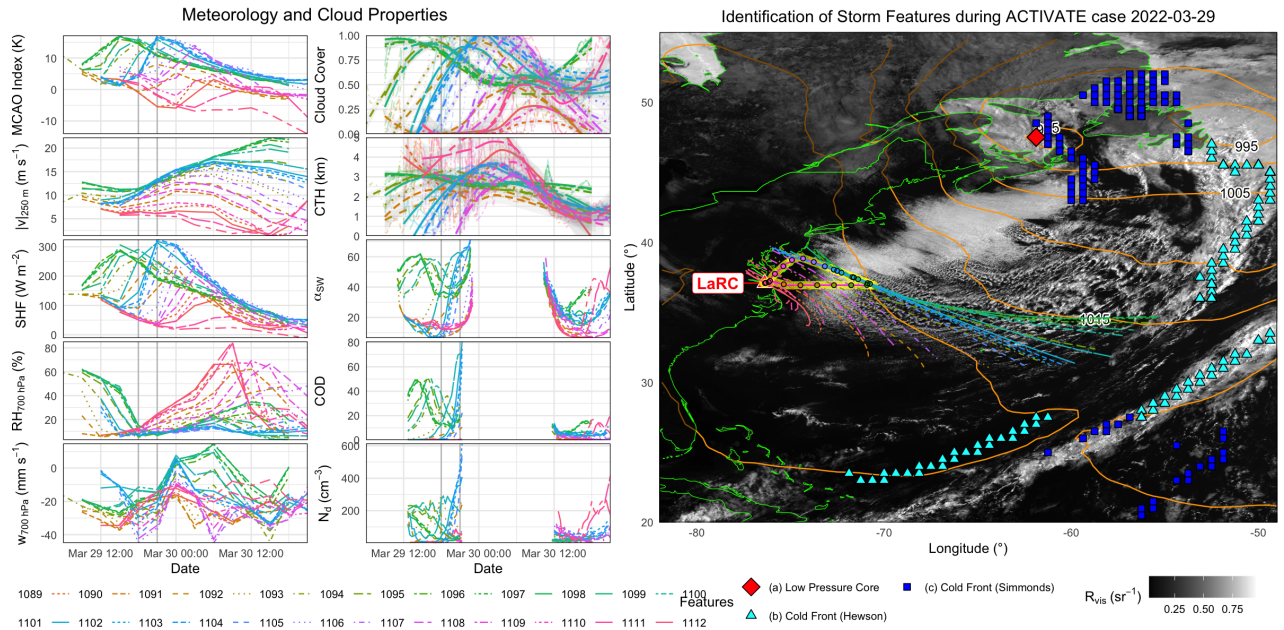 Meteorology and Cloud Properties
MCAO Index (K)
10
0
-10
|v|250 m (m s−1)
20
15
10
5
SHF (W m−2)
300
200
100
0
RH700 hPa (%)
80
60
40
20
w700 hPa (mm s−1)
0
-20
-40
Mar 29 12:00 Mar 30 00:00 Mar 30 12:00
Date
Cloud Cover
1.00
0.75
0.50
0.25
0.00
CTH (km)
5
4
3
2
1
0
αSW
60
40
20
COD
80
60
40
20
0
Nd (cm−3)
600
400
200
0
Mar 29 12:00 Mar 30 00:00 Mar 30 12:00
Date
1089 1090 1091 1092 1093 1094 1095 1096 1097 1098 1099 1100
1101 1102 1103 1104 1105 1106 1107 1108 1109 1110 1111 1112
Identification of Storm Features during ACTIVATE case 2022-03-29
Latitude (°)
50
40
30
20
995
1005
1015
LaRC
-80 -70 -60 -50
Longitude (°)
Features
(a) Low Pressure Core
(b) Cold Front (Hewson)
(c) Cold Front (Simmonds)
Rvis (sr−1)
0.25 0.50 0.75